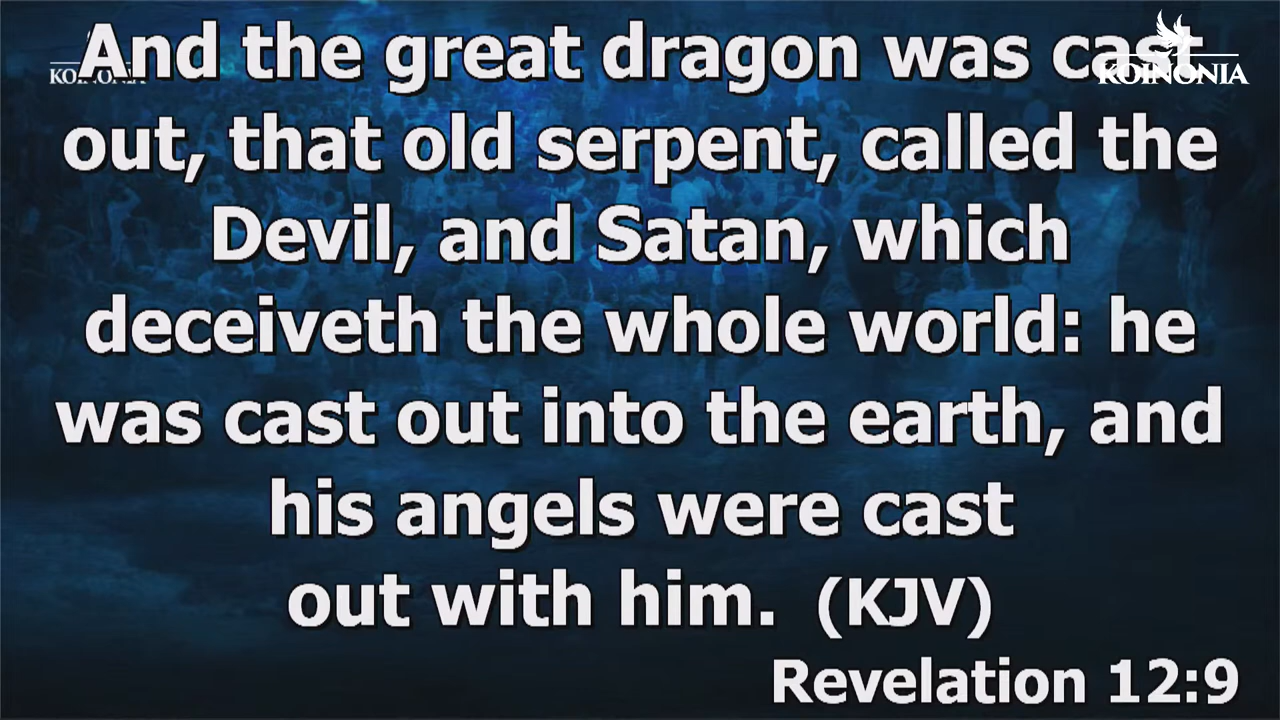 And the great dragon was cast
out, that old serpent, called the
Devil, and Satan, which
deceiveth the whole world: he
was cast out into the earth, and
his angels were cast
out with him. (KJV)
Revelation 12:9
KOINONIA
KOINONIA